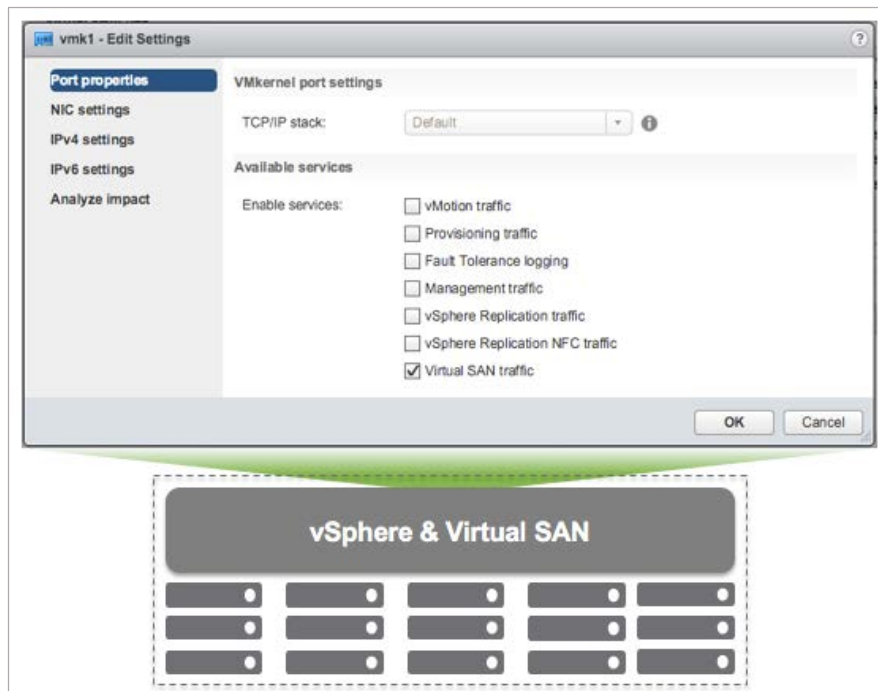 vmk1 - Edit Settings
?
Port properties
NIC settings
IPv4 settings
IPv6 settings
Analyze impact
VMkernel port settings
TCP/IP stack: Default
Available services
Enable services: vMotion traffic
Provisioning traffic
Fault Tolerance logging
Management traffic
vSphere Replication traffic
vSphere Replication NFC traffic
Virtual SAN traffic
OK Cancel
vSphere & Virtual SAN